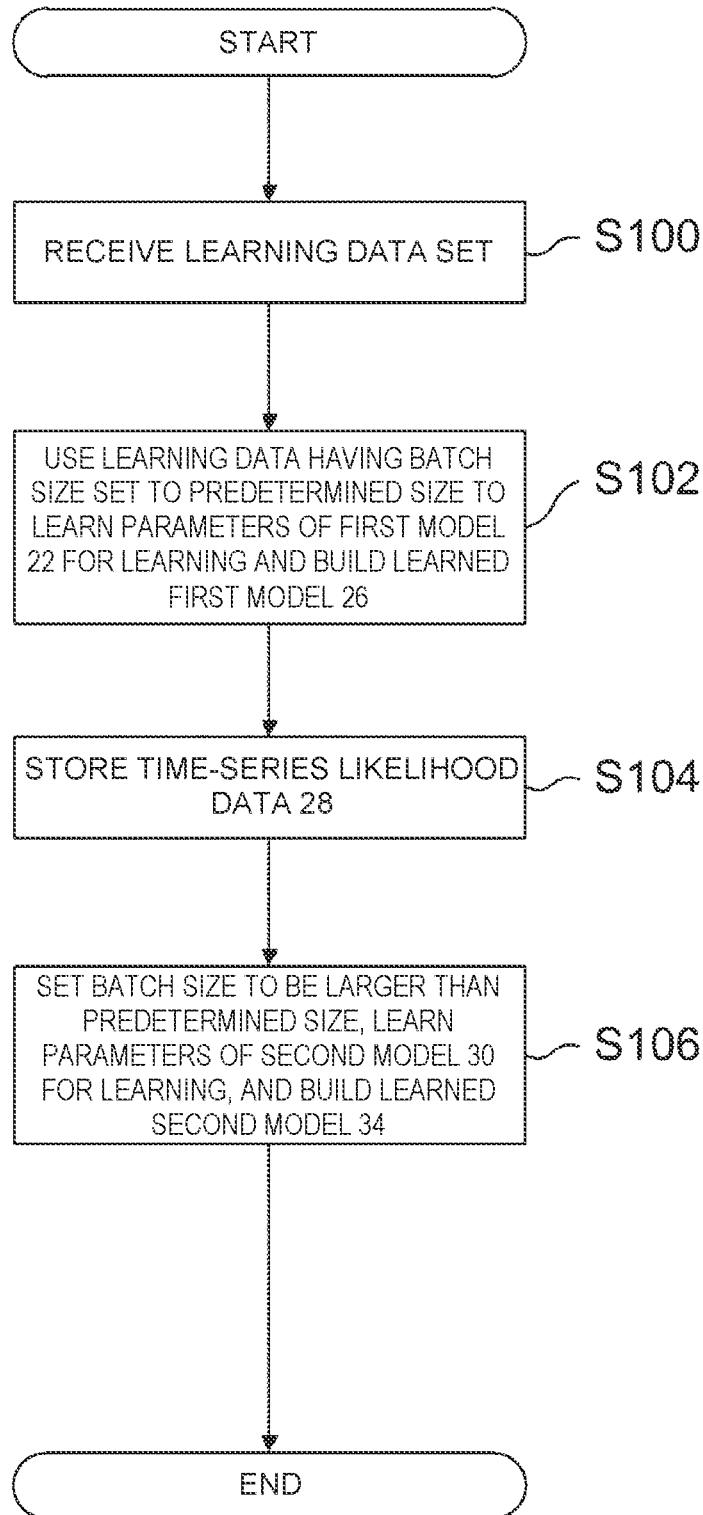 START
RECEIVE LEARNING DATA SET
S100
USE LEARNING DATA HAVING BATCH
SIZE SET TO PREDETERMINED SIZE TO
LEARN PARAMETERS OF FIRST MODEL
22 FOR LEARNING AND BUILD LEARNED
FIRST MODEL 26
S102
STORE TIME-SERIES LIKELIHOOD
DATA 28
S104
SET BATCH SIZE TO BE LARGER THAN
PREDETERMINED SIZE, LEARN
PARAMETERS OF SECOND MODEL 30
FOR LEARNING, AND BUILD LEARNED
SECOND MODEL 34
S106
END